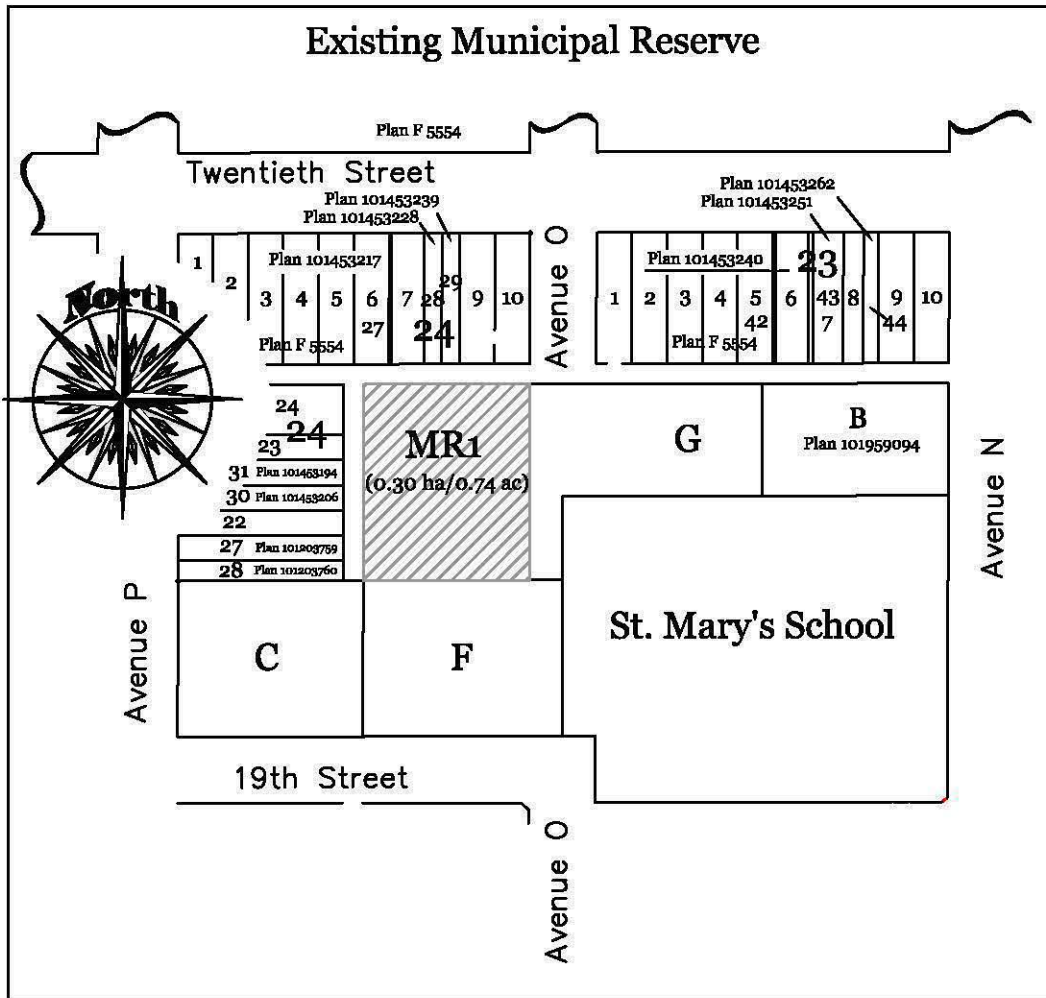 Existing Municipal Reserve
Plan F 5554
Twentieth Street
Plan 101453239
Plan 101453228
Plan 101453262
Plan 101453251
Avenue O
1
2
Plan 101453217
3
4
5
6
27
7
28
29
24
9
10
Plan F 5554
Plan 101453240
23
1
2
3
4
5
42
6
43
7
8
9
44
10
Plan F 5554
North
24
24
23
31 Plan 101453194
30 Plan 101453206
22
27 Plan 101203759
28 Plan 101203760
MR1
(0.30 ha/0.74 ac)
G
B
Plan 101959094
Avenue N
St. Mary's School
Avenue P
C
F
19th Street
Avenue O